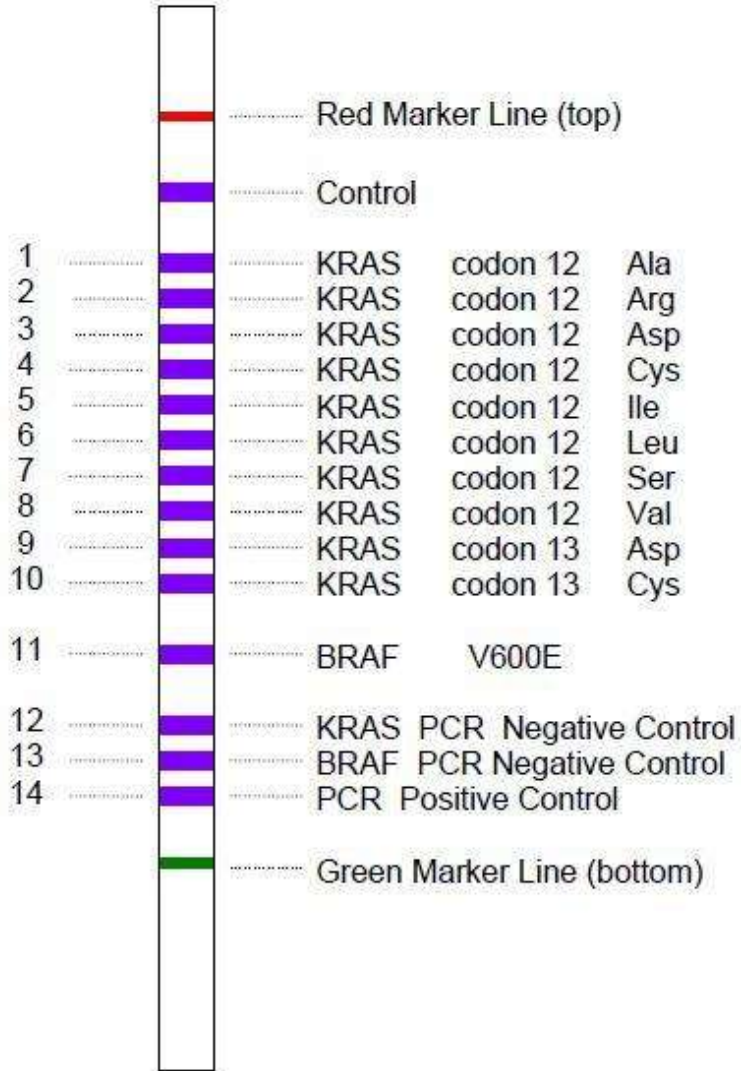 Red Marker Line (top)
Control
1 KRAS codon 12 Ala
2 KRAS codon 12 Arg
3 KRAS codon 12 Asp
4 KRAS codon 12 Cys
5 KRAS codon 12 Ile
6 KRAS codon 12 Leu
7 KRAS codon 12 Ser
8 KRAS codon 12 Val
9 KRAS codon 13 Asp
10 KRAS codon 13 Cys
11 BRAF V600E
12 KRAS PCR Negative Control
13 BRAF PCR Negative Control
14 PCR Positive Control
Green Marker Line (bottom)